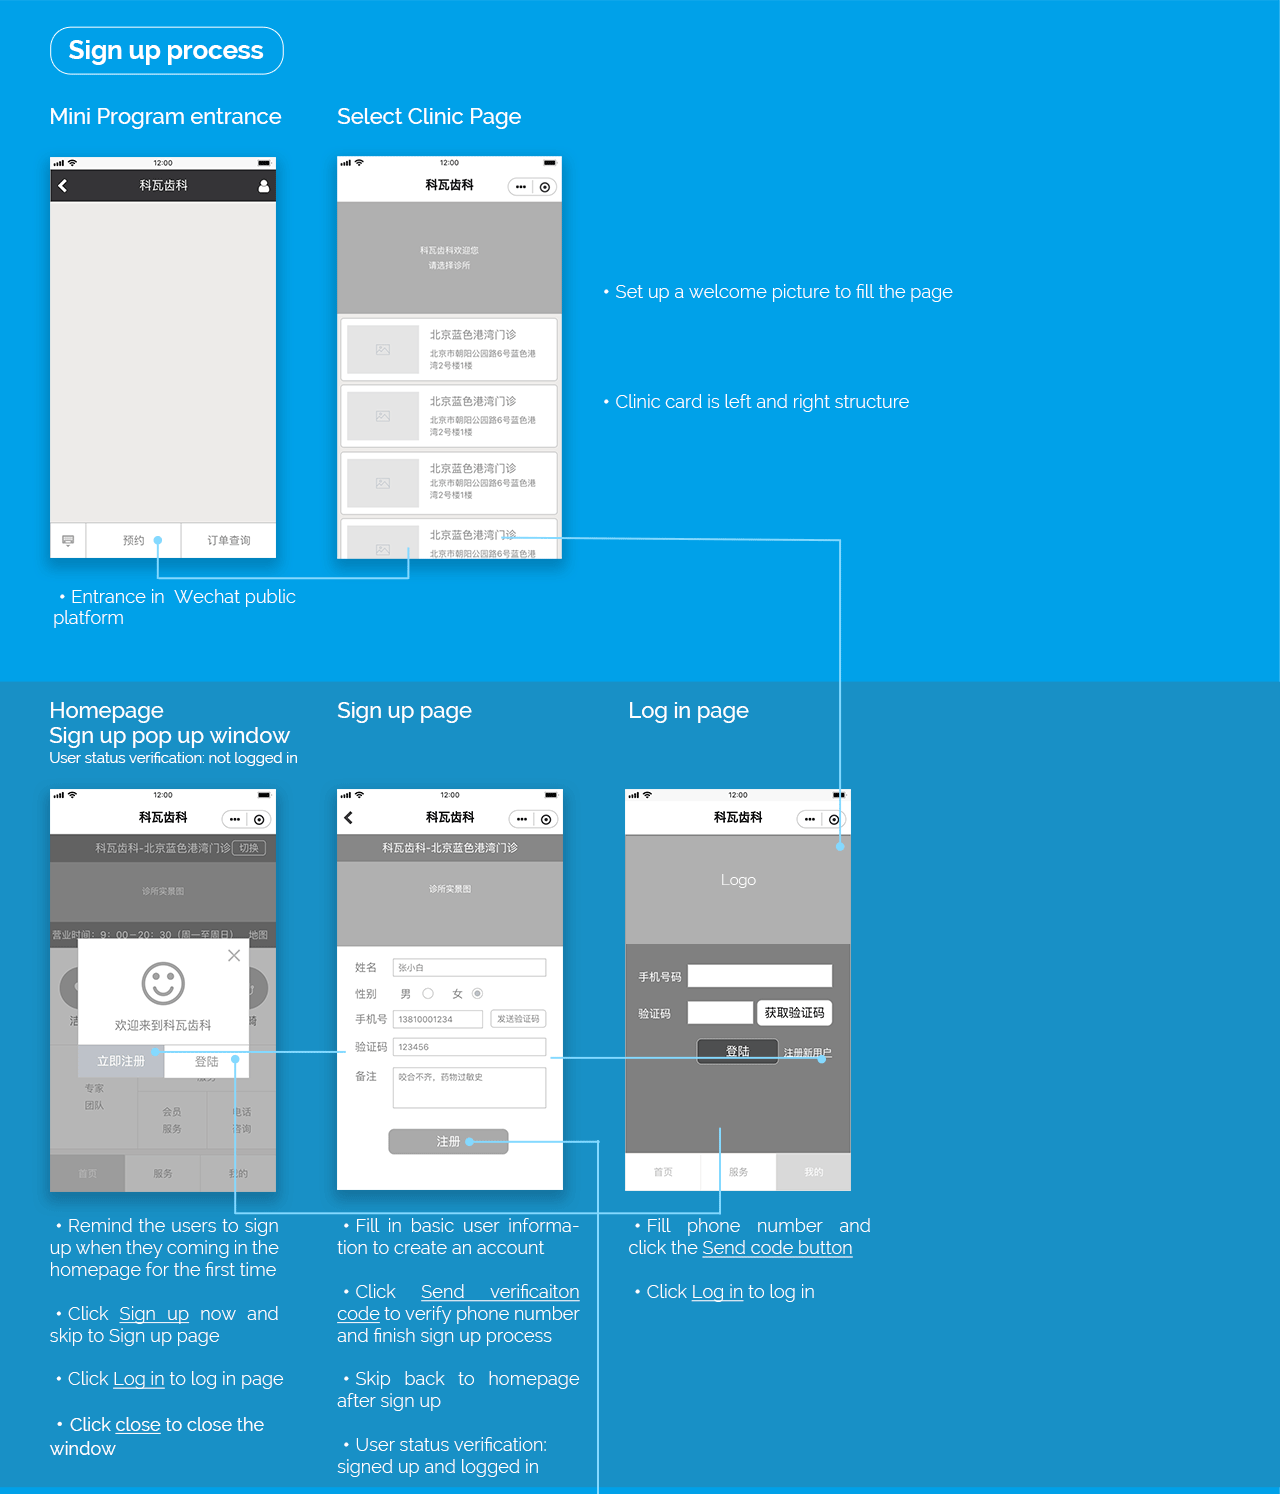 Sign up process
Mini Program entrance
Select Clinic Page
12:00
科瓦齿科
预约
订单查询
12:00
科瓦齿科
科瓦齿科欢迎您
请选择诊所
北京蓝色港湾门诊
北京市朝阳公园路6号蓝色港
湾2号楼1楼
北京蓝色港湾门诊
北京市朝阳公园路6号蓝色港
湾2号楼1楼
北京蓝色港湾门诊
北京市朝阳公园路6号蓝色港
湾2号楼1楼
北京蓝色港湾门诊
北京市朝阳公园路6号蓝色港
• Set up a welcome picture to fill the page
• Clinic card is left and right structure
• Entrance in Wechat public
platform
Homepage
Sign up pop up window
User status verification: not logged in
Sign up page
Log in page
12:00
科瓦齿科
科瓦齿科-北京蓝色港湾门诊
切换
诊所实景图
营业时间：9：00—20：30（周一至周日）
地图
洁
欢迎来到科瓦齿科
立即注册
登陆
专家
团队
服务
会员
服务
电话
咨询
首页
服务
我的
12:00
科瓦齿科
科瓦齿科-北京蓝色港湾门诊
诊所实景图
姓名
张小白
性别
男
女
手机号
13810001234
发送验证码
验证码
123456
备注
咬合不齐，药物过敏史
注册
12:00
科瓦齿科
Logo
手机号码
验证码
获取验证码
登陆
注册新用户
首页
服务
我的
• Remind the users to sign
up when they coming in the
homepage for the first time
• Click Sign up now and
skip to Sign up page
• Click Log in to log in page
• Click close to close the
window
• Fill in basic user informa-
tion to create an account
• Click Send verificaiton
code to verify phone number
and finish sign up process
• Skip back to homepage
after sign up
• User status verification:
signed up and logged in
• Fill phone number and
click the Send code button
• Click Log in to log in